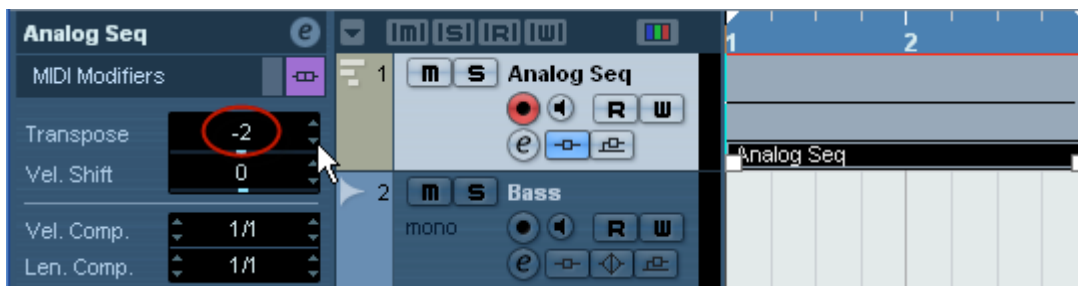 Analog Seq e
MIDI Modifiers
Transpose -2
Vel. Shift 0
Vel. Comp. 1/1
Len. Comp. 1/1
m S R W
1 m S Analog Seq
R W
e
2 m S Bass
mono R W
e
1 2
Analog Seq